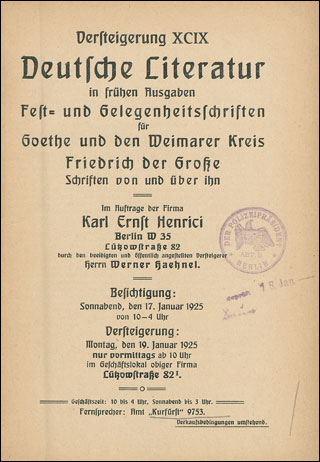 Versteigerung XCIX
Deutsche Literatur
in frühen Ausgaben
Fest= und Gelegenheitsschriften
für
Goethe und den Weimarer Kreis
Friedrich der Große
Schriften von und über ihn
Im Auftrage der Firma
Karl Ernst Henrici
Berlin W 35
Lützowstraße 82
durch den beeidigten und öffentlich angestellten Versteigerer
Herrn Werner Haehnel.
Besichtigung:
Sonnabend, den 17. Januar 1925
von 10–4 Uhr
Versteigerung:
Montag, den 19. Januar 1925
nur vormittags ab 10 Uhr
im Geschäftslokal obiger Firma
Lützowstraße 82 I.
Geschäftszeit: 10 bis 4 Uhr, Sonnabend bis 3 Uhr.
Fernsprecher: Amt „Kurfürst" 9753.
Verkaufsbedingungen umstehend.
DER POLIZEIPRÄSIDENT
BERLIN
Jan.